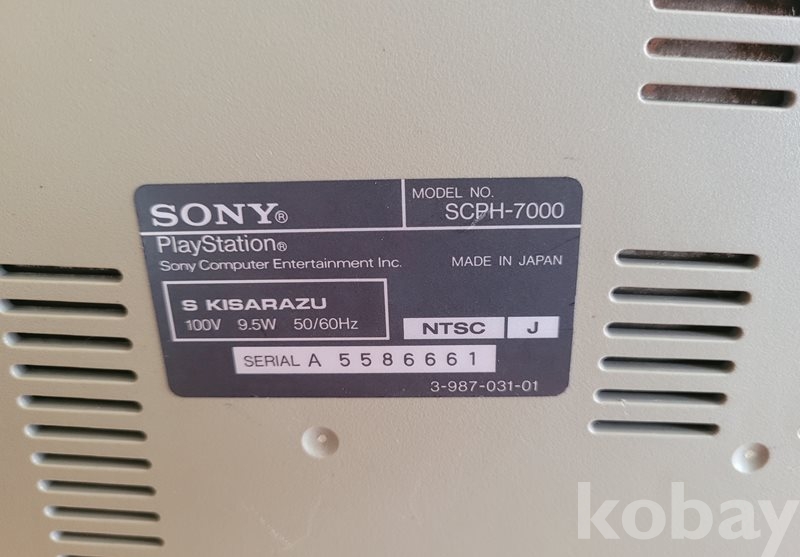 SONY®
MODEL NO.
SCPH-7000
PlayStation®
Sony Computer Entertainment Inc.
MADE IN JAPAN
S KISARAZU
100V 9.5W 50/60Hz
NTSC J
SERIAL A 5586661
3-987-031-01
kobay